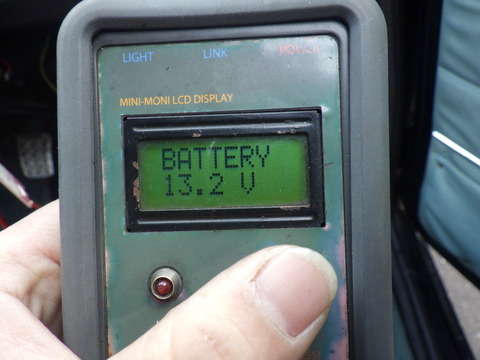 LIGHT LINK POWER
MINI-MONI LCD DISPLAY
BATTERY
13.2 V